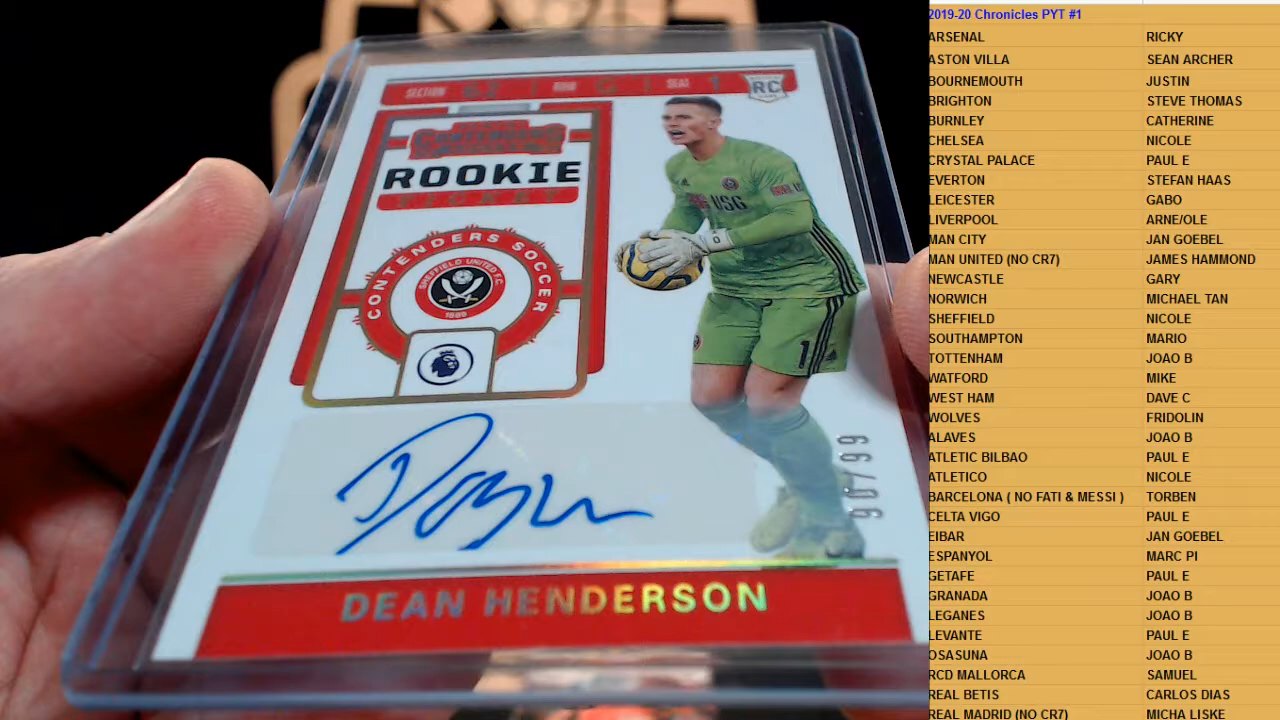 SECTION
ROW
SEAT 1
RC
CONTENDERS
ROOKIE
TICKET
CONTENDERS SOCCER
SHEFFIELD UNITED F.C.
1889
USG
1
DEAN HENDERSON
2019-20 Chronicles PYT #1
ARSENAL RICKY
ASTON VILLA SEAN ARCHER
BOURNEMOUTH JUSTIN
BRIGHTON STEVE THOMAS
BURNLEY CATHERINE
CHELSEA NICOLE
CRYSTAL PALACE PAUL E
EVERTON STEFAN HAAS
LEICESTER GABO
LIVERPOOL ARNE/OLE
MAN CITY JAN GOEBEL
MAN UNITED (NO CR7) JAMES HAMMOND
NEWCASTLE GARY
NORWICH MICHAEL TAN
SHEFFIELD NICOLE
SOUTHAMPTON MARIO
TOTTENHAM JOAO B
WATFORD MIKE
WEST HAM DAVE C
WOLVES FRIDOLIN
ALAVES JOAO B
ATLETIC BILBAO PAUL E
ATLETICO NICOLE
BARCELONA ( NO FATI & MESSI ) TORBEN
CELTA VIGO PAUL E
EIBAR JAN GOEBEL
ESPANYOL MARC PI
GETAFE PAUL E
GRANADA JOAO B
LEGANES JOAO B
LEVANTE PAUL E
OSASUNA JOAO B
RCD MALLORCA SAMUEL
REAL BETIS CARLOS DIAS
REAL MADRID (NO CR7) MICHA LISKE